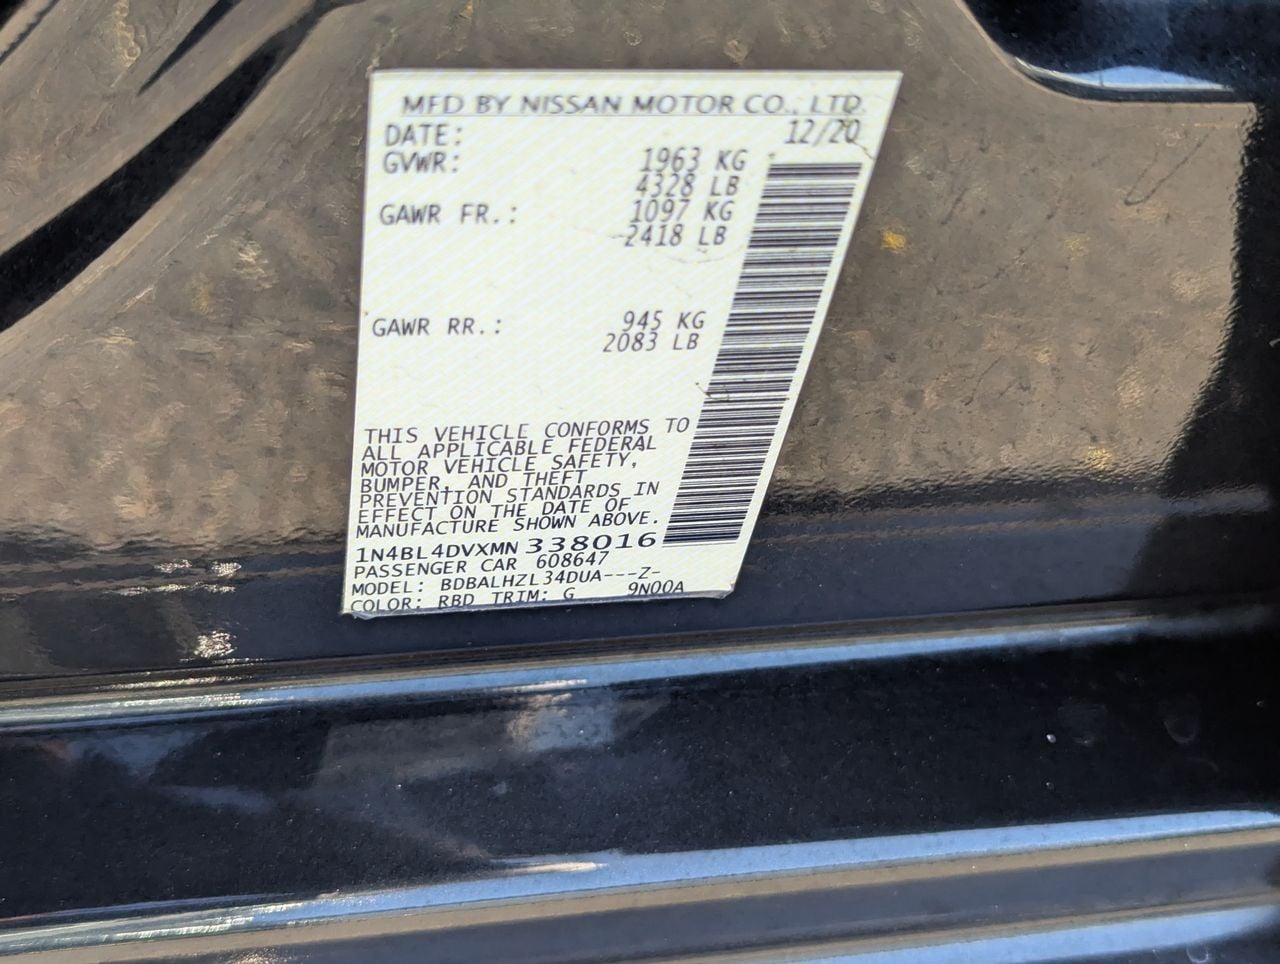 MFD BY NISSAN MOTOR CO., LTD.
DATE: 12/20
GVWR: 1963 KG
4328 LB
GAWR FR.: 1097 KG
2418 LB
GAWR RR.: 945 KG
2083 LB
THIS VEHICLE CONFORMS TO
ALL APPLICABLE FEDERAL
MOTOR VEHICLE SAFETY,
BUMPER, AND THEFT
PREVENTION STANDARDS IN
EFFECT ON THE DATE OF
MANUFACTURE SHOWN ABOVE.
1N4BL4DVXMN 338016
PASSENGER CAR 608647
MODEL: BDBALHZL34DUA---Z-
COLOR: RBD TRIM: G 9N00A